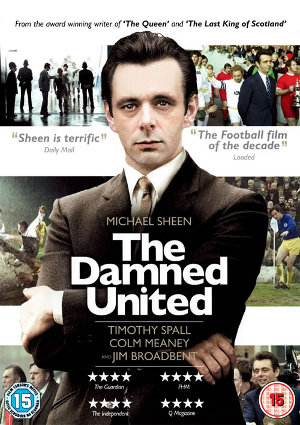 From the award winning writer of 'The Queen' and 'The Last King of Scotland'
"Sheen is terrific"
Daily Mail
"The Football film
of the decade"
Loaded
MICHAEL SHEEN
The
Damned
United
TIMOTHY SPALL
COLM MEANEY
AND JIM BROADBENT
★★★★
The Guardian
★★★★
FHM
★★★★
The Independent
★★★★
Q Magazine
15
15